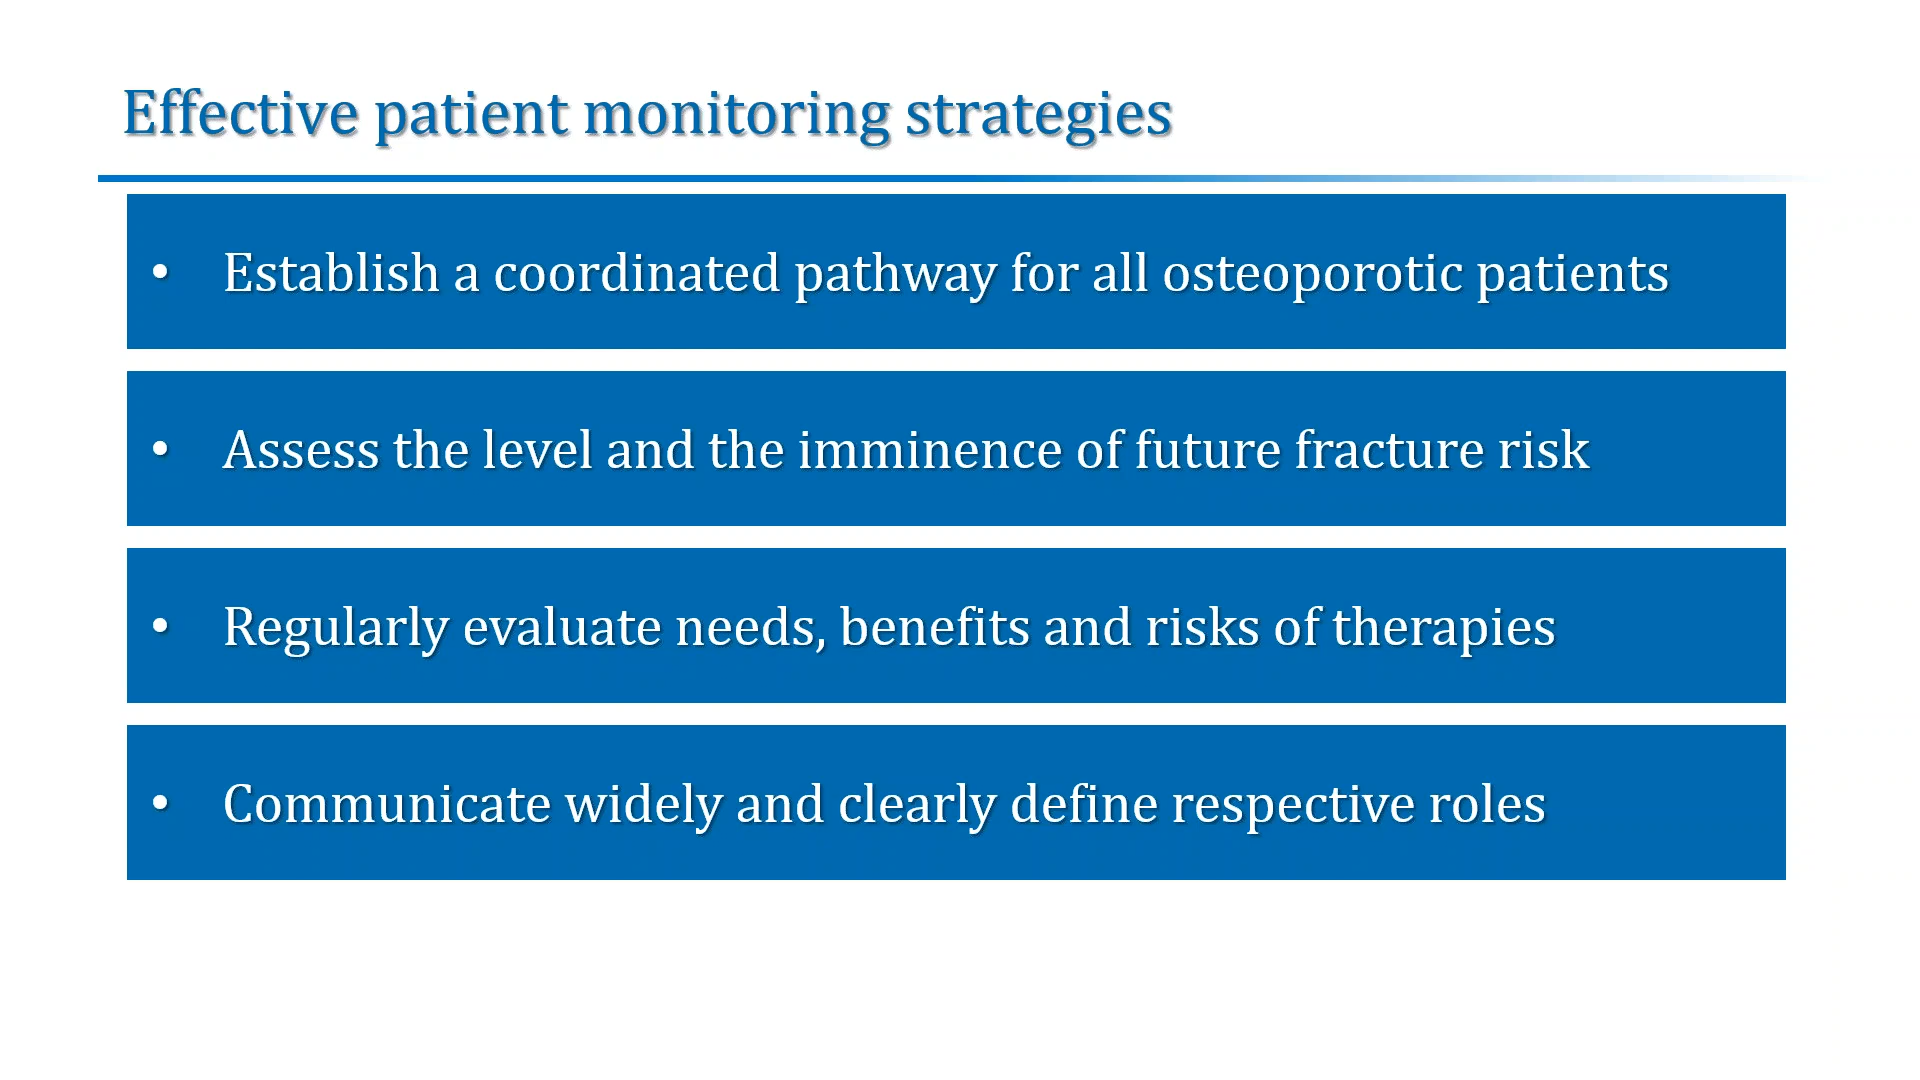 Effective patient monitoring strategies
• Establish a coordinated pathway for all osteoporotic patients
• Assess the level and the imminence of future fracture risk
• Regularly evaluate needs, benefits and risks of therapies
• Communicate widely and clearly define respective roles